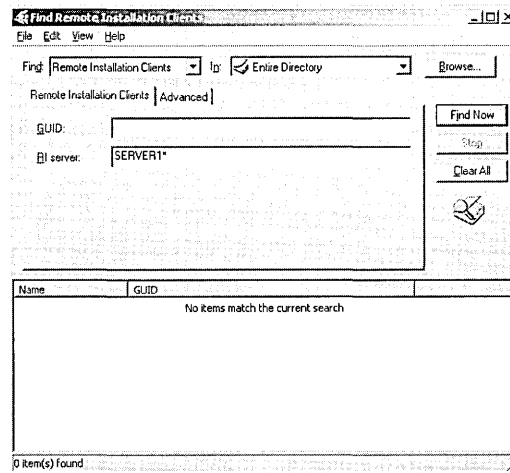 Find Remote Installation Clients
File Edit View Help
Find: Remote Installation Clients In: Entire Directory Browse...
Remote Installation Clients Advanced
GUID:
RI server: SERVER1*
Find Now
Stop
Clear All
Name GUID
No items match the current search
0 item(s) found